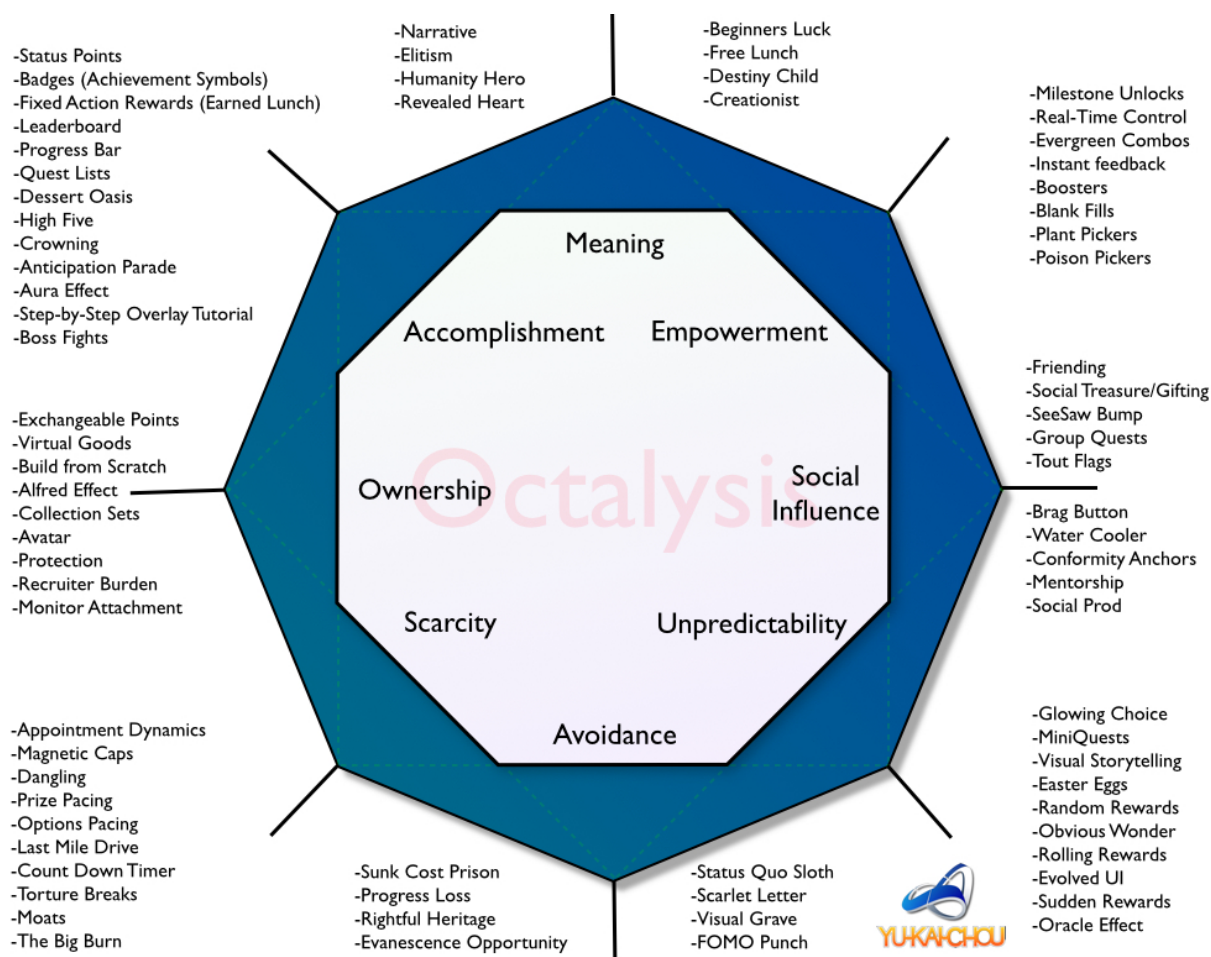 -Narrative
-Elitism
-Humanity Hero
-Revealed Heart
-Beginners Luck
-Free Lunch
-Destiny Child
-Creationist
-Status Points
-Badges (Achievement Symbols)
-Fixed Action Rewards (Earned Lunch)
-Leaderboard
-Progress Bar
-Quest Lists
-Dessert Oasis
-High Five
-Crowning
-Anticipation Parade
-Aura Effect
-Step-by-Step Overlay Tutorial
-Boss Fights
-Milestone Unlocks
-Real-Time Control
-Evergreen Combos
-Instant feedback
-Boosters
-Blank Fills
-Plant Pickers
-Poison Pickers
Meaning
Accomplishment
Empowerment
Ownership
Octalysis
Social
Influence
Scarcity
Unpredictability
Avoidance
-Exchangeable Points
-Virtual Goods
-Build from Scratch
-Alfred Effect
-Collection Sets
-Avatar
-Protection
-Recruiter Burden
-Monitor Attachment
-Friending
-Social Treasure/Gifting
-SeeSaw Bump
-Group Quests
-Tout Flags
-Brag Button
-Water Cooler
-Conformity Anchors
-Mentorship
-Social Prod
-Appointment Dynamics
-Magnetic Caps
-Dangling
-Prize Pacing
-Options Pacing
-Last Mile Drive
-Count Down Timer
-Torture Breaks
-Moats
-The Big Burn
-Sunk Cost Prison
-Progress Loss
-Rightful Heritage
-Evanescence Opportunity
-Status Quo Sloth
-Scarlet Letter
-Visual Grave
-FOMO Punch
-Glowing Choice
-MiniQuests
-Visual Storytelling
-Easter Eggs
-Random Rewards
-Obvious Wonder
-Rolling Rewards
-Evolved UI
-Sudden Rewards
-Oracle Effect
YU-KAI-CHOU